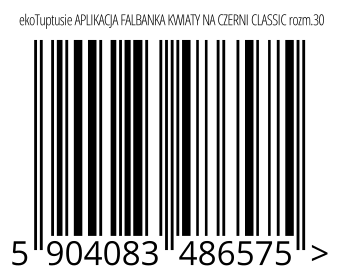 ekoTuptusie APLIKACJA FALBANKA KWIATY NA CZERNI CLASSIC rozm.30
5 904083 486575 >